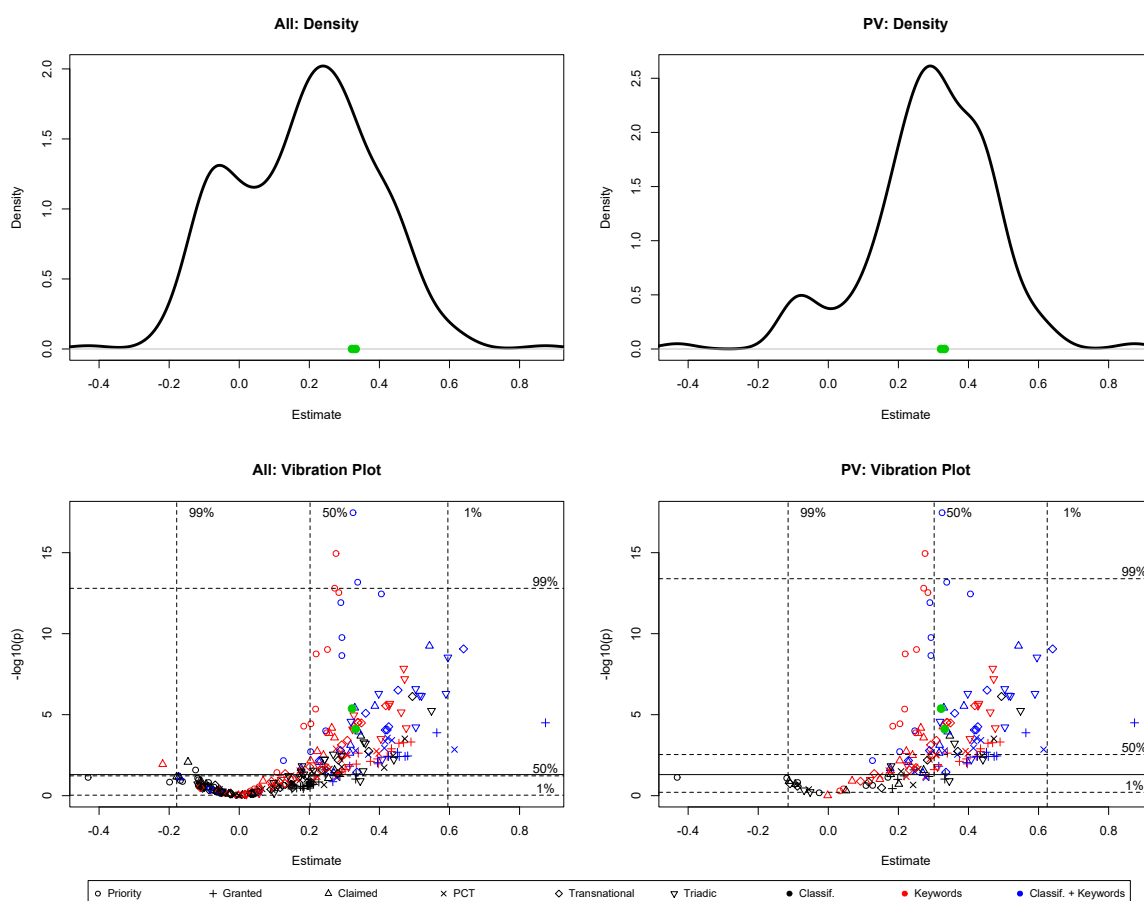 All: Density
PV: Density
Density
0.0 0.5 1.0 1.5 2.0
-0.4 -0.2 0.0 0.2 0.4 0.6 0.8
Estimate
Density
0.0 0.5 1.0 1.5 2.0 2.5
-0.4 -0.2 0.0 0.2 0.4 0.6 0.8
Estimate
All: Vibration Plot
PV: Vibration Plot
99% 50% 1%
99%
50%
1%
-log10(p)
0 5 10 15
-0.4 -0.2 0.0 0.2 0.4 0.6 0.8
Estimate
99% 50% 1%
99%
50%
1%
-log10(p)
0 5 10 15
-0.4 -0.2 0.0 0.2 0.4 0.6 0.8
Estimate
Priority Granted Claimed PCT Transnational Triadic Classif. Keywords Classif. + Keywords